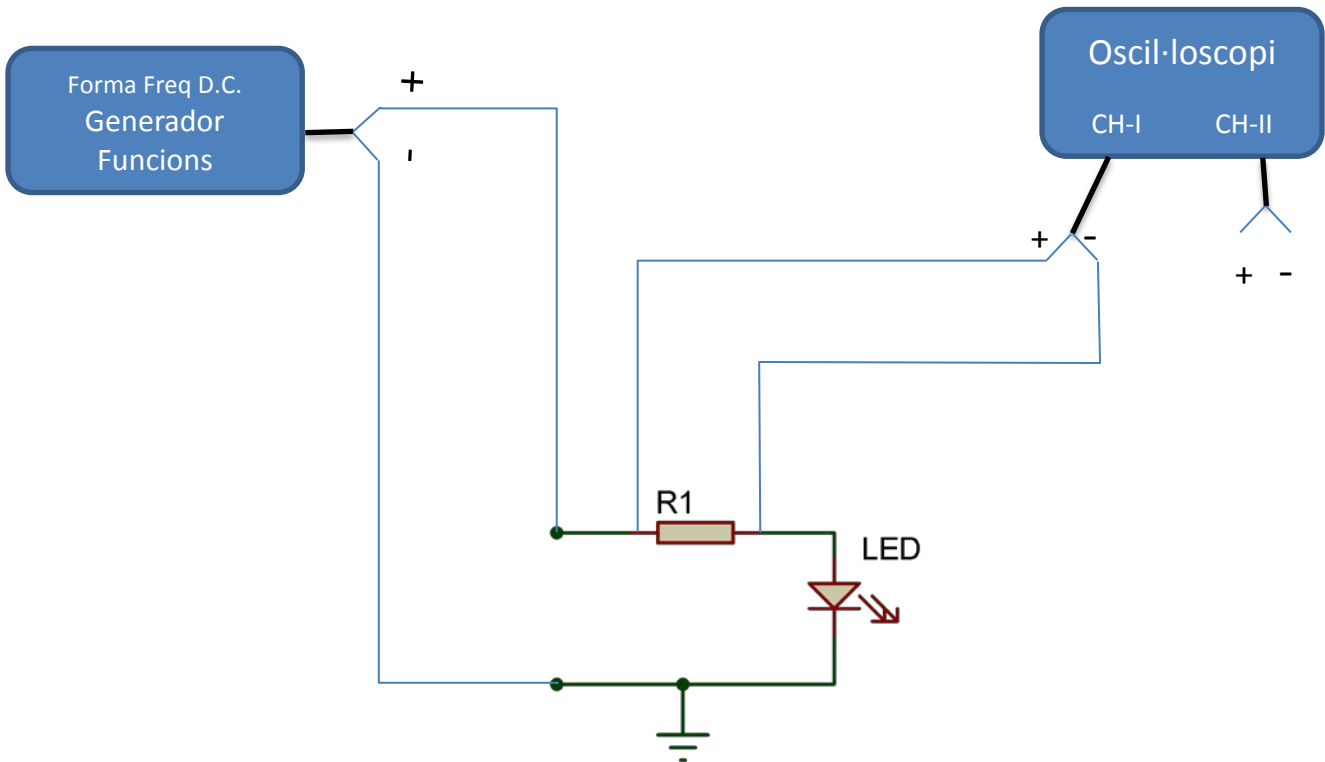 Forma Freq D.C.
Generador
Funcions
+
-
Oscil·loscopi
CH-I CH-II
+ -
+ -
R1
LED